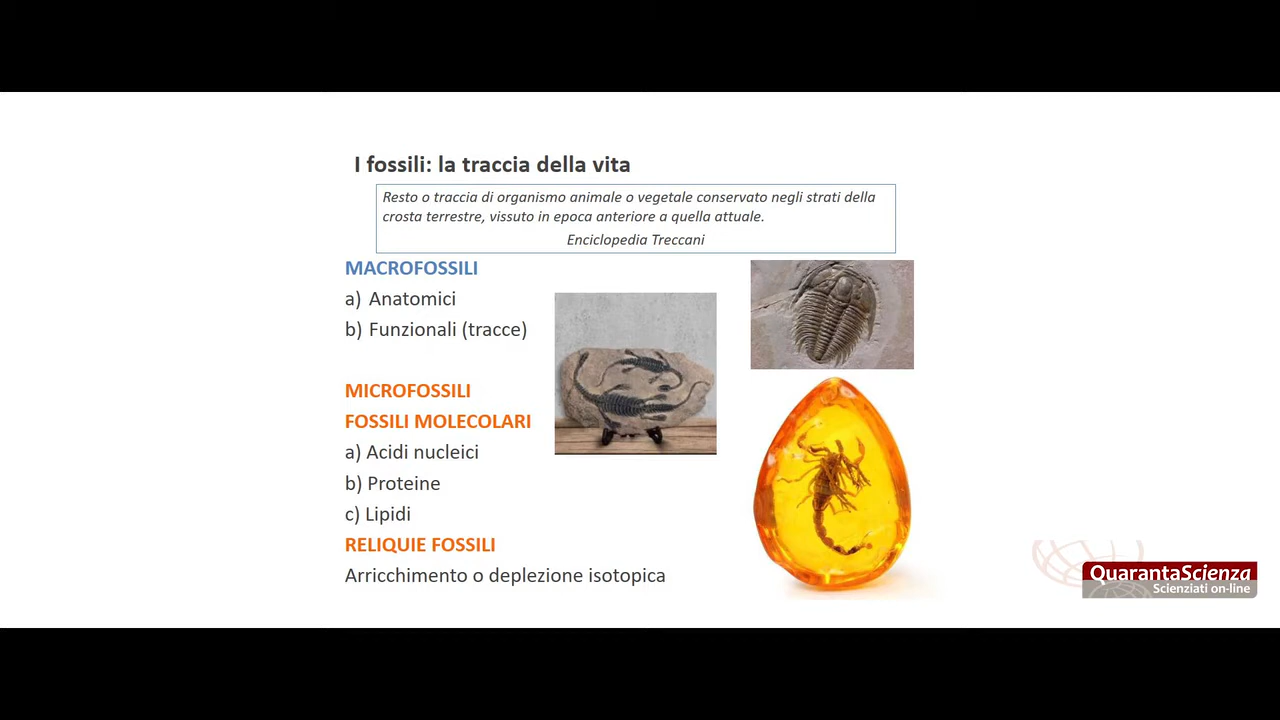 I fossili: la traccia della vita
Resto o traccia di organismo animale o vegetale conservato negli strati della
crosta terrestre, vissuto in epoca anteriore a quella attuale.
Enciclopedia Treccani
MACROFOSSILI
a) Anatomici
b) Funzionali (tracce)
MICROFOSSILI
FOSSILI MOLECOLARI
a) Acidi nucleici
b) Proteine
c) Lipidi
RELIQUIE FOSSILI
Arricchimento o deplezione isotopica
QuarantaScienza
Scienziati on-line